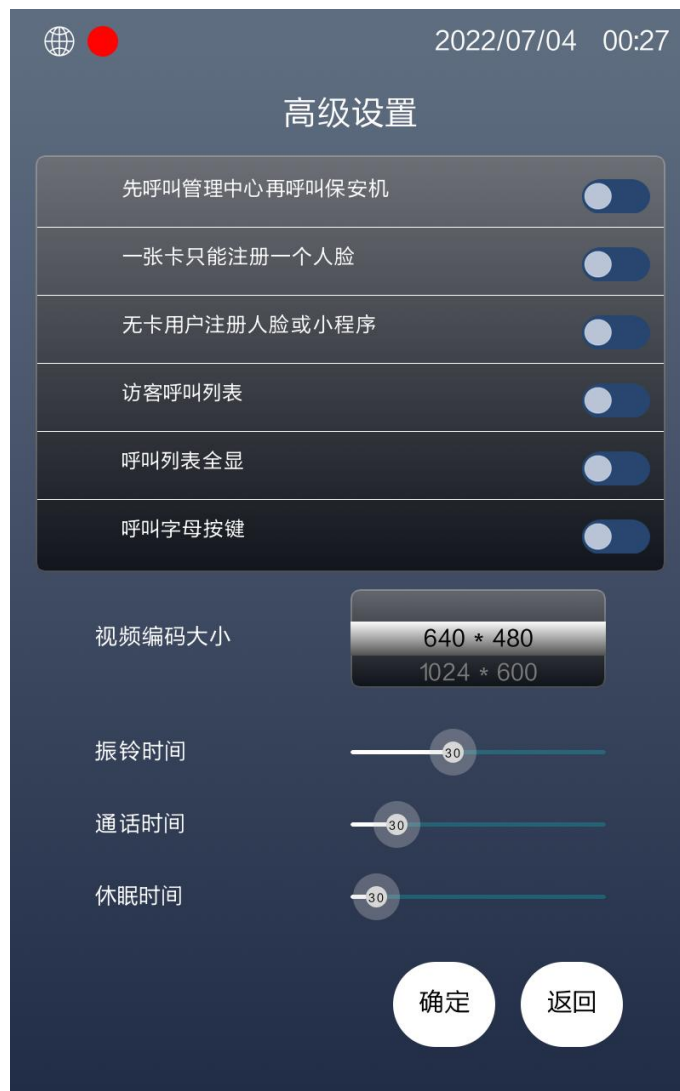 2022/07/04 00:27
高级设置
先呼叫管理中心再呼叫保安机
一张卡只能注册一个人脸
无卡用户注册人脸或小程序
访客呼叫列表
呼叫列表全显
呼叫字母按键
视频编码大小
640 * 480
1024 * 600
振铃时间 30
通话时间 30
休眠时间 30
确定 返回